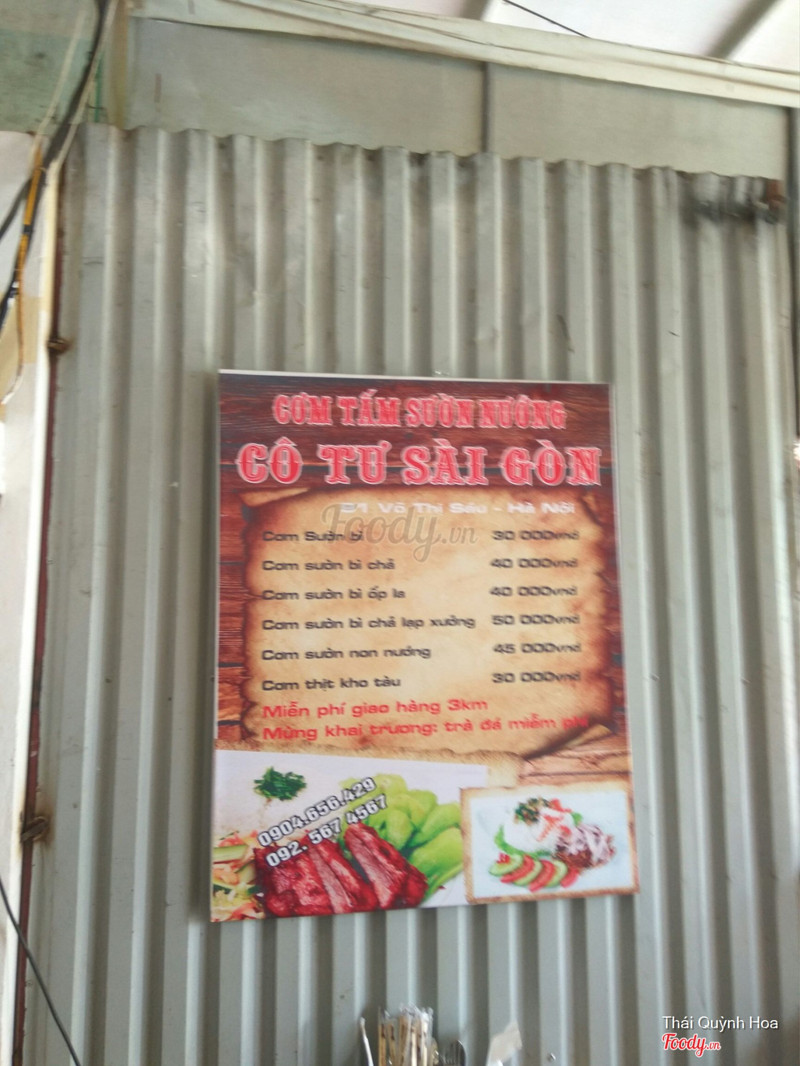 CƠM TẤM SƯỜN NƯỚNG
CÔ TƯ SÀI GÒN
Võ Thị Sáu - Hà Nội
Foody.vn
Cơm Sườn bì 30 000vnđ
Cơm sườn bì chả 40 000vnđ
Cơm sườn bì ốp la 40 000vnđ
Cơm sườn bì chả lạp xưởng 50 000vnđ
Cơm sườn non nướng 45 000vnđ
Cơm thịt kho tàu 30 000vnđ
Miễn phí giao hàng 3km
Mừng khai trương: trà đá miễm phí
0904.656.429
092. 567 4567
Thái Quỳnh Hoa
Foody.vn